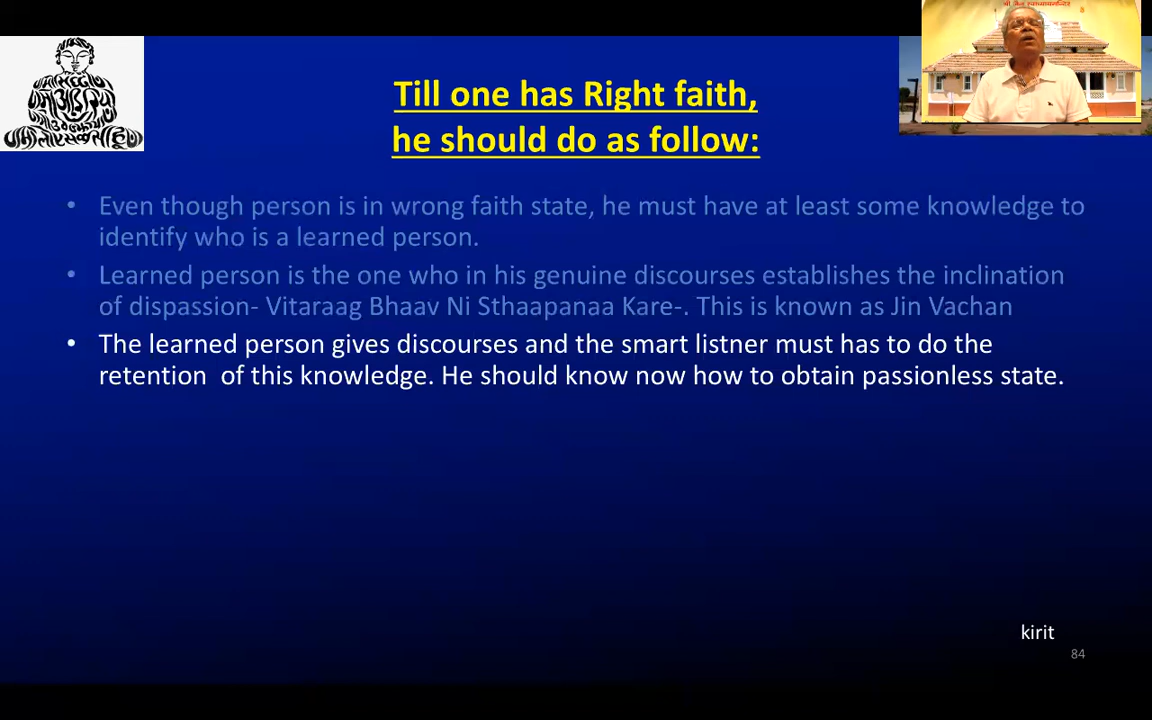 श्री जैन स्वाध्यायमन्दिर
Till one has Right faith,
he should do as follow:
• Even though person is in wrong faith state, he must have at least some knowledge to
identify who is a learned person.
• Learned person is the one who in his genuine discourses establishes the inclination
of dispassion- Vitaraag Bhaav Ni Sthaapanaa Kare-. This is known as Jin Vachan
• The learned person gives discourses and the smart listner must has to do the
retention  of this knowledge. He should know now how to obtain passionless state.
kirit
84